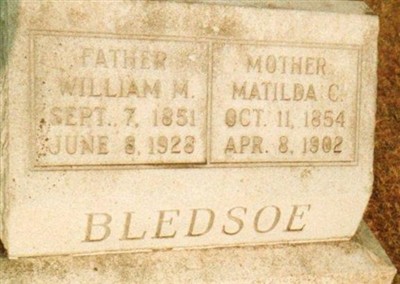 FATHER
WILLIAM M.
SEPT. 7, 1851
JUNE 8, 1928
MOTHER
MATILDA C.
OCT. 11, 1854
APR. 8, 1902
BLEDSOE